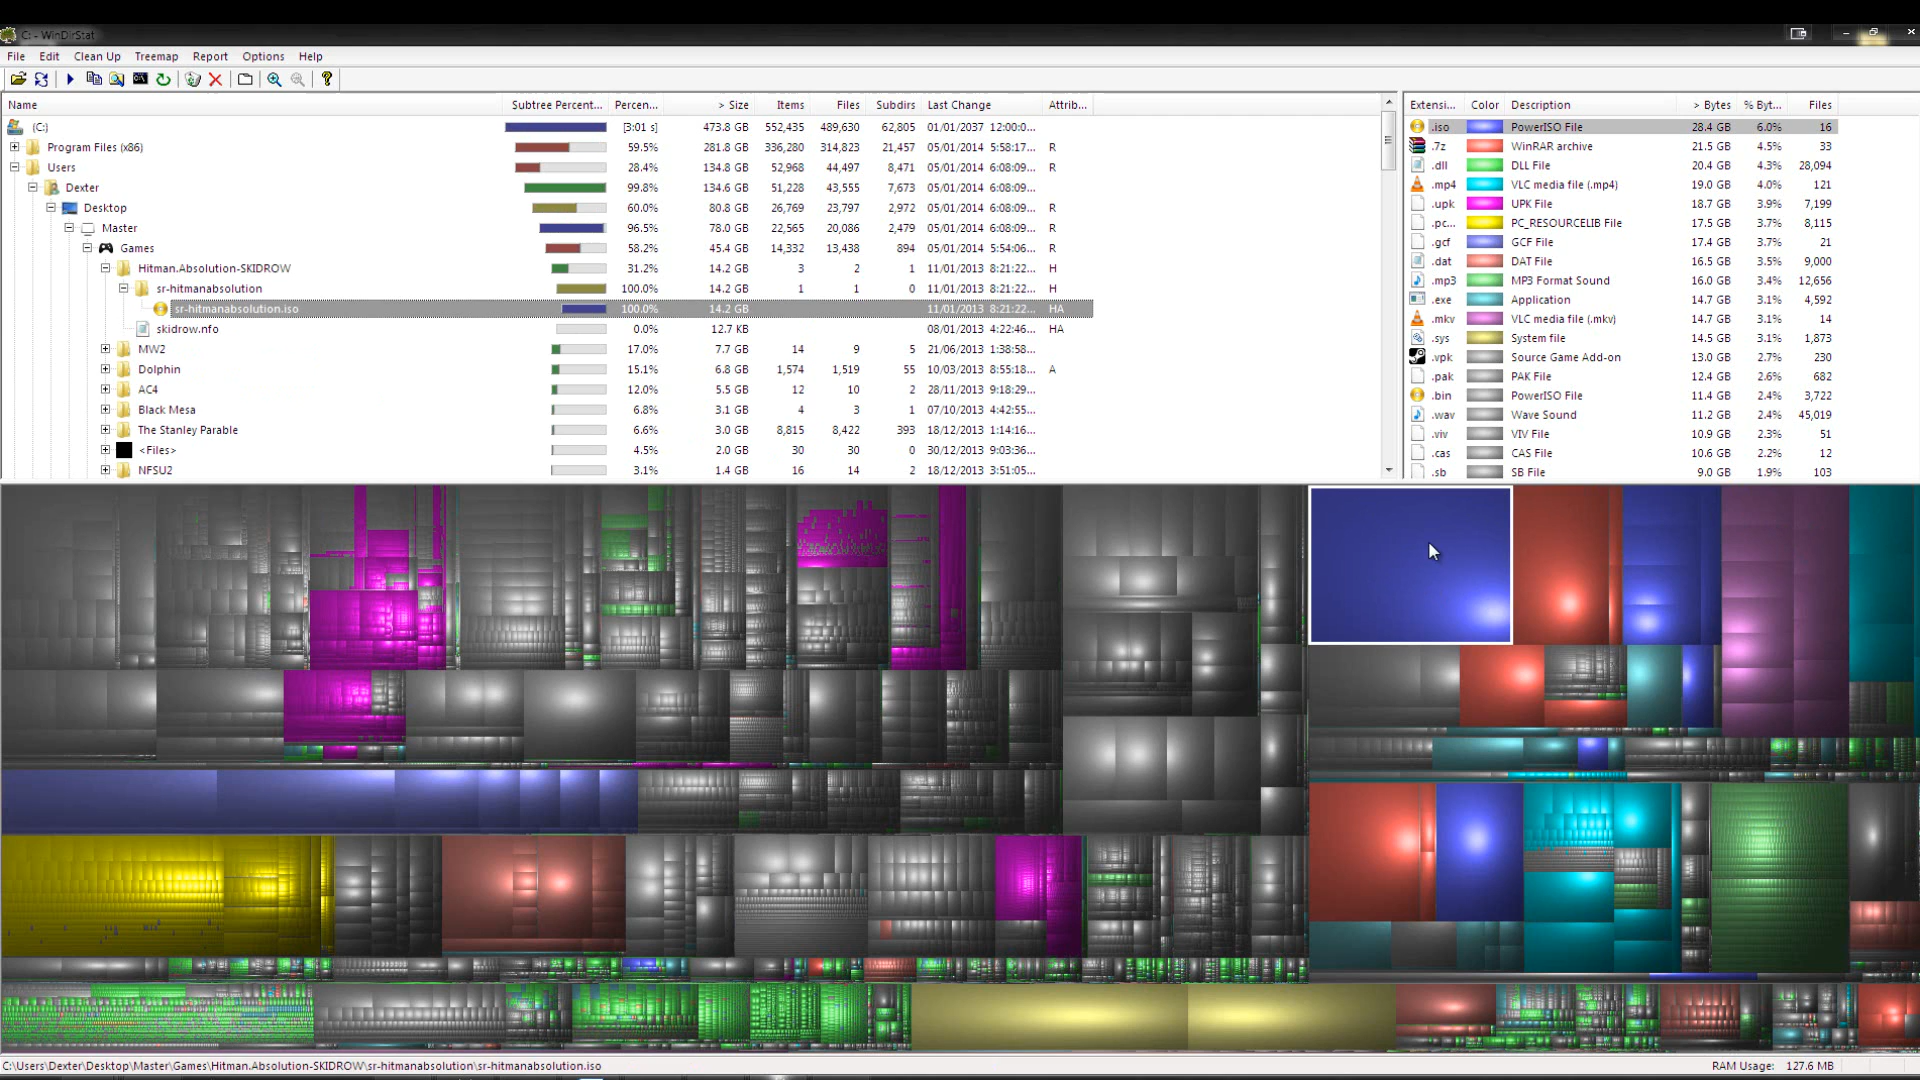 C: - WinDirStat
File Edit Clean Up Treemap Report Options Help
Name Subtree Percent... Percen... > Size Items Files Subdirs Last Change Attrib...
(C:) [3:01 s] 473.8 GB 552,435 489,630 62,805 01/01/2037 12:00:0...
Program Files (x86) 59.5% 281.8 GB 336,280 314,823 21,457 05/01/2014 5:58:17... R
Users 28.4% 134.8 GB 52,968 44,497 8,471 05/01/2014 6:08:09... R
Dexter 99.8% 134.6 GB 51,228 43,555 7,673 05/01/2014 6:08:09...
Desktop 60.0% 80.8 GB 26,769 23,797 2,972 05/01/2014 6:08:09... R
Master 96.5% 78.0 GB 22,565 20,086 2,479 05/01/2014 6:08:09... R
Games 58.2% 45.4 GB 14,332 13,438 894 05/01/2014 5:54:06... R
Hitman.Absolution-SKIDROW 31.2% 14.2 GB 3 2 1 11/01/2013 8:21:22... H
sr-hitmanabsolution 100.0% 14.2 GB 1 1 0 11/01/2013 8:21:22... H
sr-hitmanabsolution.iso 100.0% 14.2 GB 11/01/2013 8:21:22... HA
skidrow.nfo 0.0% 12.7 KB 08/01/2013 4:22:46... HA
MW2 17.0% 7.7 GB 14 9 5 21/06/2013 1:38:58...
Dolphin 15.1% 6.8 GB 1,574 1,519 55 10/03/2013 8:55:18... A
AC4 12.0% 5.5 GB 12 10 2 28/11/2013 9:18:29...
Black Mesa 6.8% 3.1 GB 4 3 1 07/10/2013 4:42:55...
The Stanley Parable 6.6% 3.0 GB 8,815 8,422 393 18/12/2013 1:14:16...
<Files> 4.5% 2.0 GB 30 30 0 30/12/2013 9:03:36...
NFSU2 3.1% 1.4 GB 16 14 2 18/12/2013 3:51:05...
Extensi... Color Description > Bytes % Byt... Files
.iso PowerISO File 28.4 GB 6.0% 16
.7z WinRAR archive 21.5 GB 4.5% 33
.dll DLL File 20.4 GB 4.3% 28,094
.mp4 VLC media file (.mp4) 19.0 GB 4.0% 121
.upk UPK File 18.7 GB 3.9% 7,199
.pc... PC_RESOURCELIB File 17.5 GB 3.7% 8,115
.gcf GCF File 17.4 GB 3.7% 21
.dat DAT File 16.5 GB 3.5% 9,000
.mp3 MP3 Format Sound 16.0 GB 3.4% 12,656
.exe Application 14.7 GB 3.1% 4,592
.mkv VLC media file (.mkv) 14.7 GB 3.1% 14
.sys System file 14.5 GB 3.1% 1,873
.vpk Source Game Add-on 13.0 GB 2.7% 230
.pak PAK File 12.4 GB 2.6% 682
.bin PowerISO File 11.4 GB 2.4% 3,722
.wav Wave Sound 11.2 GB 2.4% 45,019
.viv VIV File 10.9 GB 2.3% 51
.cas CAS File 10.6 GB 2.2% 12
.sb SB File 9.0 GB 1.9% 103
C:\Users\Dexter\Desktop\Master\Games\Hitman.Absolution-SKIDROW\sr-hitmanabsolution\sr-hitmanabsolution.iso
RAM Usage: 127.6 MB